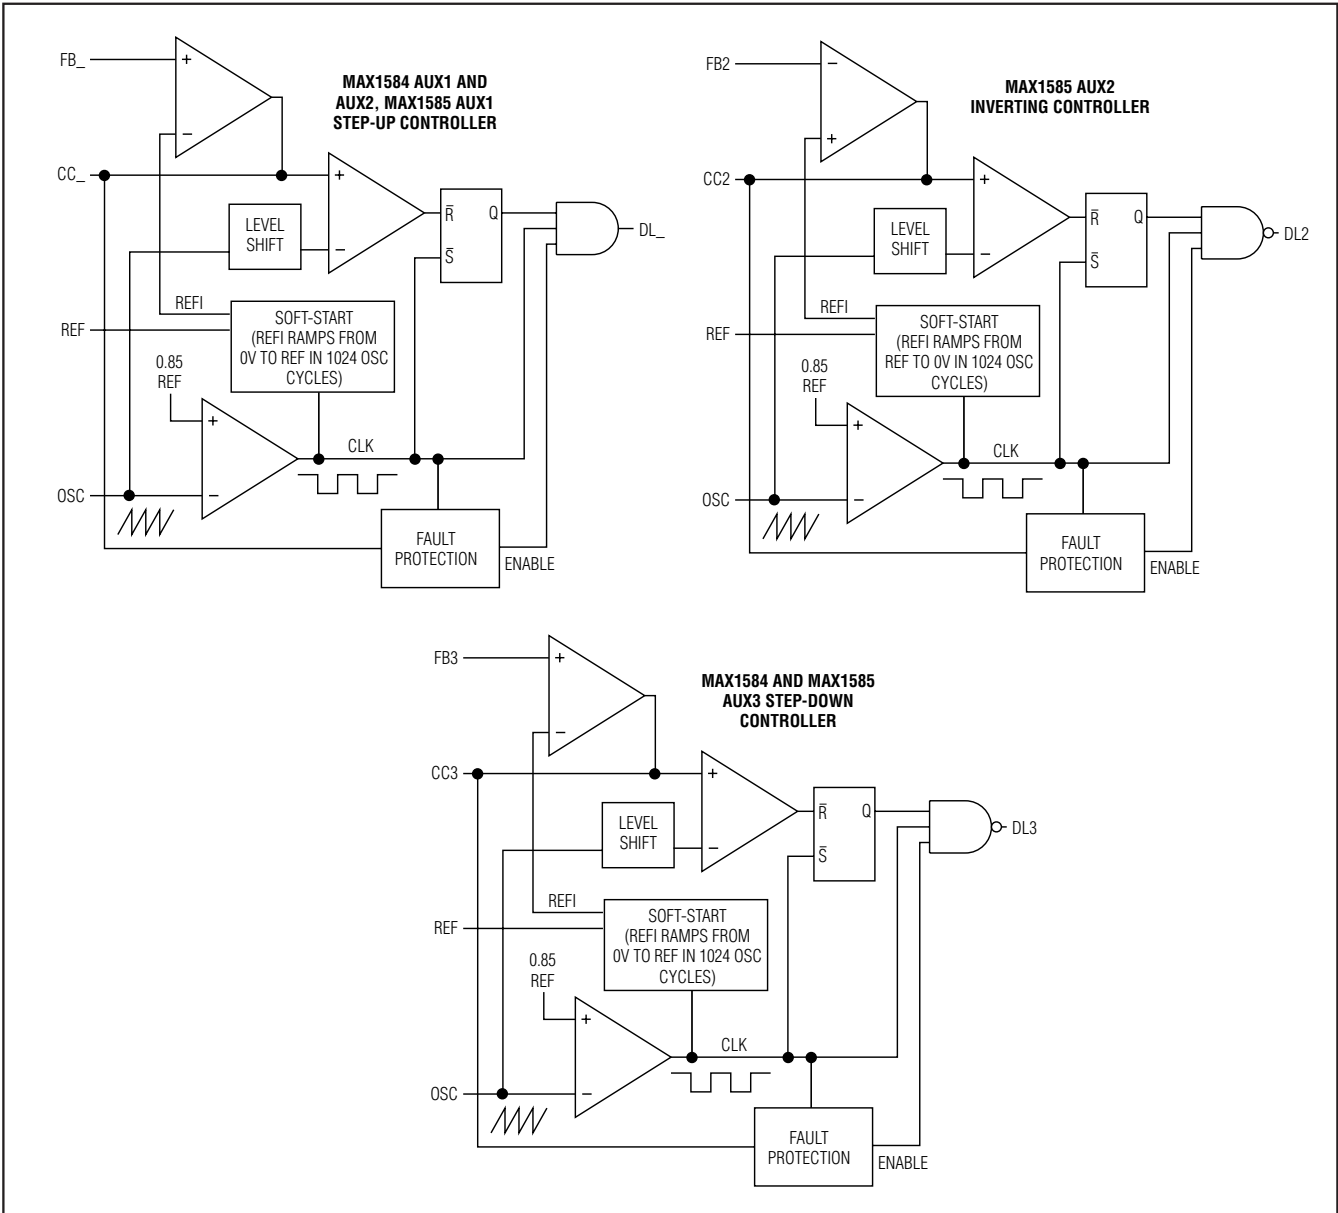 FB_
+
−
MAX1584 AUX1 AND
AUX2, MAX1585 AUX1
STEP-UP CONTROLLER
CC_
+
−
LEVEL
SHIFT
R̅
S̅
Q
DL_
REFI
REF
SOFT-START
(REFI RAMPS FROM
0V TO REF IN 1024 OSC
CYCLES)
0.85
REF
+
−
CLK
OSC
FAULT
PROTECTION
ENABLE
FB2
−
+
MAX1585 AUX2
INVERTING CONTROLLER
CC2
+
−
LEVEL
SHIFT
R̅
S̅
Q
DL2
REFI
REF
SOFT-START
(REFI RAMPS FROM
REF TO 0V IN 1024 OSC
CYCLES)
0.85
REF
+
−
CLK
OSC
FAULT
PROTECTION
ENABLE
FB3
+
−
MAX1584 AND MAX1585
AUX3 STEP-DOWN
CONTROLLER
CC3
+
−
LEVEL
SHIFT
R̅
S̅
Q
DL3
REFI
REF
SOFT-START
(REFI RAMPS FROM
0V TO REF IN 1024 OSC
CYCLES)
0.85
REF
+
−
CLK
OSC
FAULT
PROTECTION
ENABLE